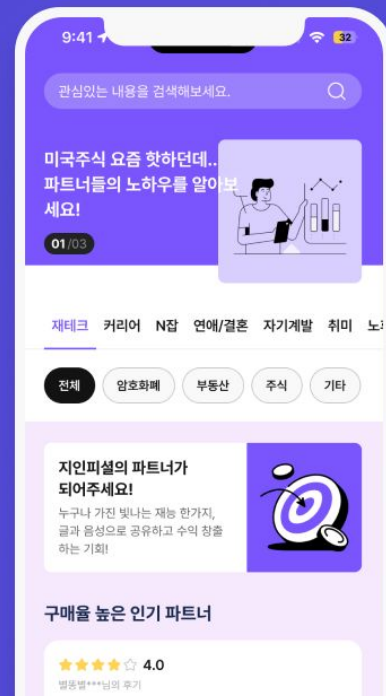 9:41
32
관심있는 내용을 검색해보세요.
미국주식 요즘 핫하던데..
파트너들의 노하우를 알아보
세요!
01/03
재테크 커리어 N잡 연애/결혼 자기계발 취미
전체 암호화폐 부동산 주식 기타
지인피셜의 파트너가
되어주세요!
누구나 가진 빛나는 재능 한가지,
글과 음성으로 공유하고 수익 창출
하는 기회!
구매율 높은 인기 파트너
4.0
별똥별***님의 후기